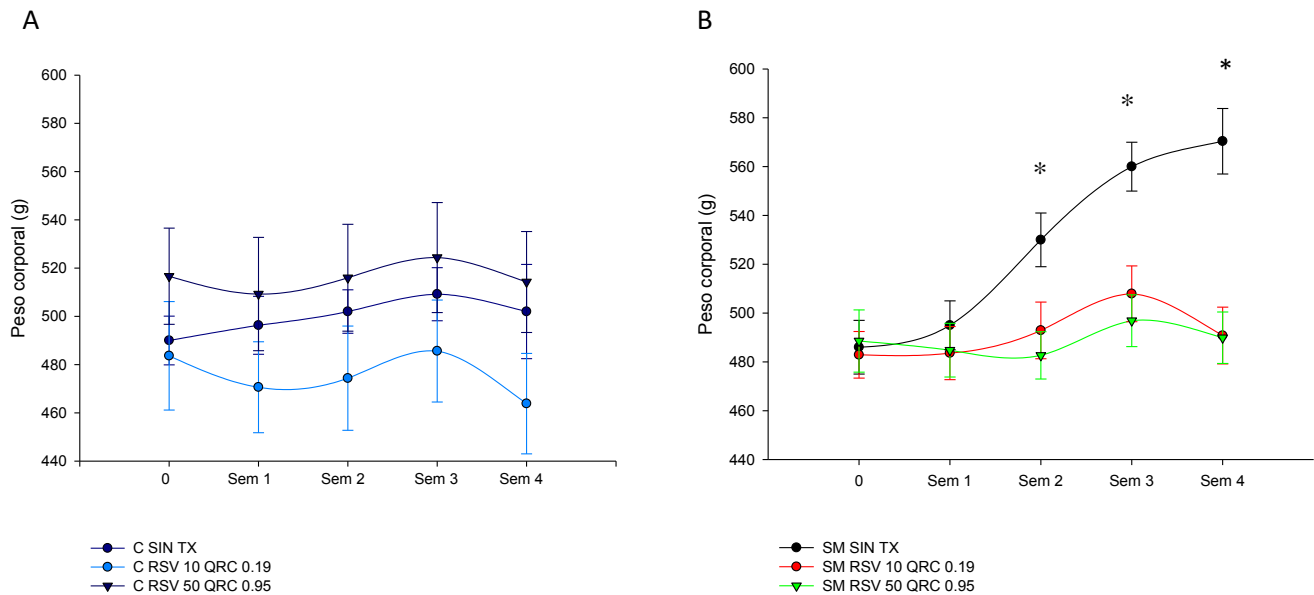 A
Peso corporal (g)
600
580
560
540
520
500
480
460
440
0 Sem 1 Sem 2 Sem 3 Sem 4
C SIN TX
C RSV 10 QRC 0.19
C RSV 50 QRC 0.95
B
Peso corporal (g)
600
580
560
540
520
500
480
460
440
*
*
*
0 Sem 1 Sem 2 Sem 3 Sem 4
SM SIN TX
SM RSV 10 QRC 0.19
SM RSV 50 QRC 0.95